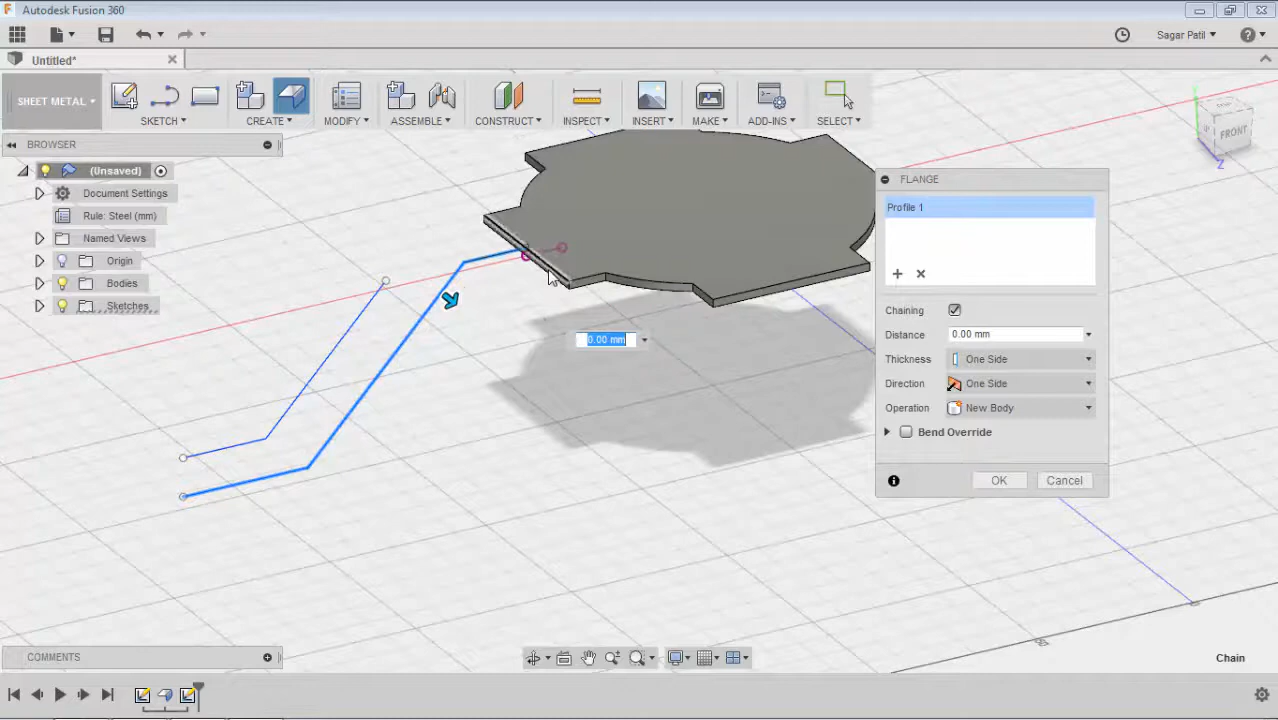 Autodesk Fusion 360
Sagar Patil
Untitled*
SHEET METAL
SKETCH
CREATE
MODIFY
ASSEMBLE
CONSTRUCT
INSPECT
INSERT
MAKE
ADD-INS
SELECT
BROWSER
(Unsaved)
Document Settings
Rule: Steel (mm)
Named Views
Origin
Bodies
Sketches
FRONT
Z
FLANGE
Profile 1
Chaining
Distance
0.00 mm
Thickness
One Side
Direction
One Side
Operation
New Body
Bend Override
OK
Cancel
0.00 mm
COMMENTS
Chain